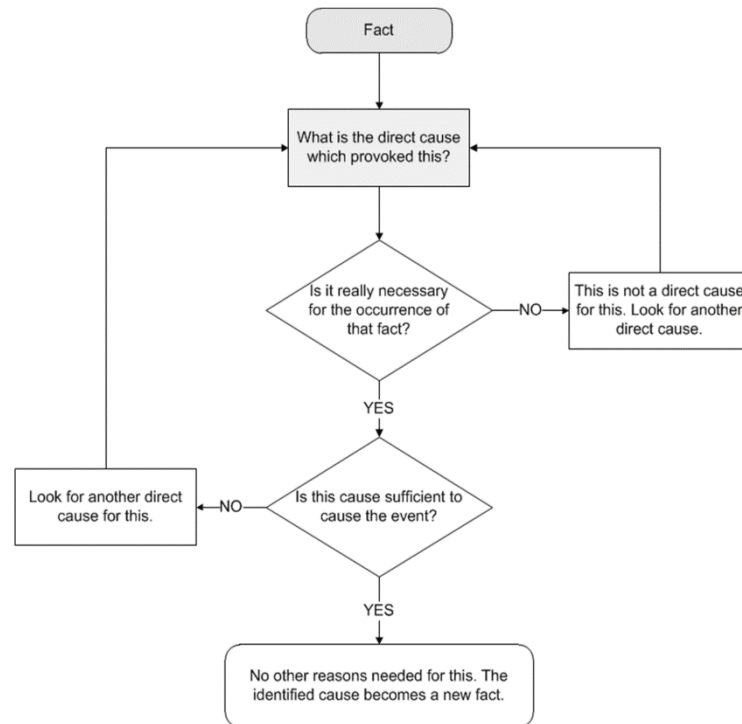 Fact
What is the direct cause
which provoked this?
Is it really necessary
for the occurrence of
that fact?
NO
This is not a direct cause
for this. Look for another
direct cause.
YES
Look for another direct
cause for this.
NO
Is this cause sufficient to
cause the event?
YES
No other reasons needed for this. The
identified cause becomes a new fact.